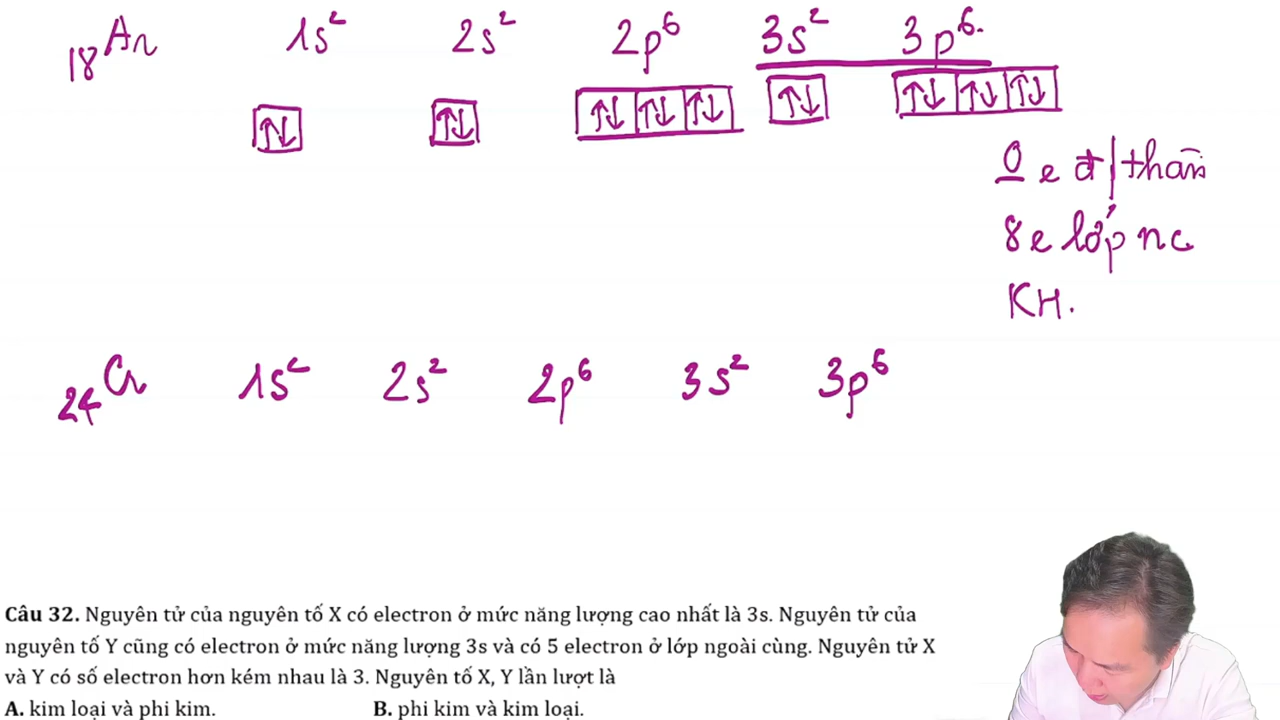 ₁₈Ar 1s² 2s² 2p⁶ 3s² 3p⁶.
↑↓ ↑↓ ↑↓ ↑↓ ↑↓ ↑↓ ↑↓ ↑↓ ↑↓
0 e đ/thân
8e lớp nc
KH.
₂₄Cr 1s² 2s² 2p⁶ 3s² 3p⁶
Câu 32. Nguyên tử của nguyên tố X có electron ở mức năng lượng cao nhất là 3s. Nguyên tử của
nguyên tố Y cũng có electron ở mức năng lượng 3s và có 5 electron ở lớp ngoài cùng. Nguyên tử X
và Y có số electron hơn kém nhau là 3. Nguyên tố X, Y lần lượt là
A. kim loại và phi kim. B. phi kim và kim loại.